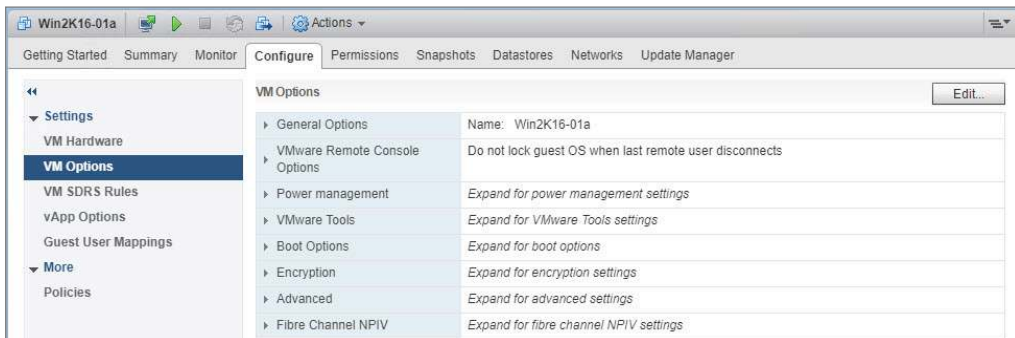 Win2K16-01a Actions
Getting Started Summary Monitor Configure Permissions Snapshots Datastores Networks Update Manager
Settings
VM Hardware
VM Options
VM SDRS Rules
vApp Options
Guest User Mappings
More
Policies
VM Options Edit...
General Options Name: Win2K16-01a
VMware Remote Console Options Do not lock guest OS when last remote user disconnects
Power management Expand for power management settings
VMware Tools Expand for VMware Tools settings
Boot Options Expand for boot options
Encryption Expand for encryption settings
Advanced Expand for advanced settings
Fibre Channel NPIV Expand for fibre channel NPIV settings